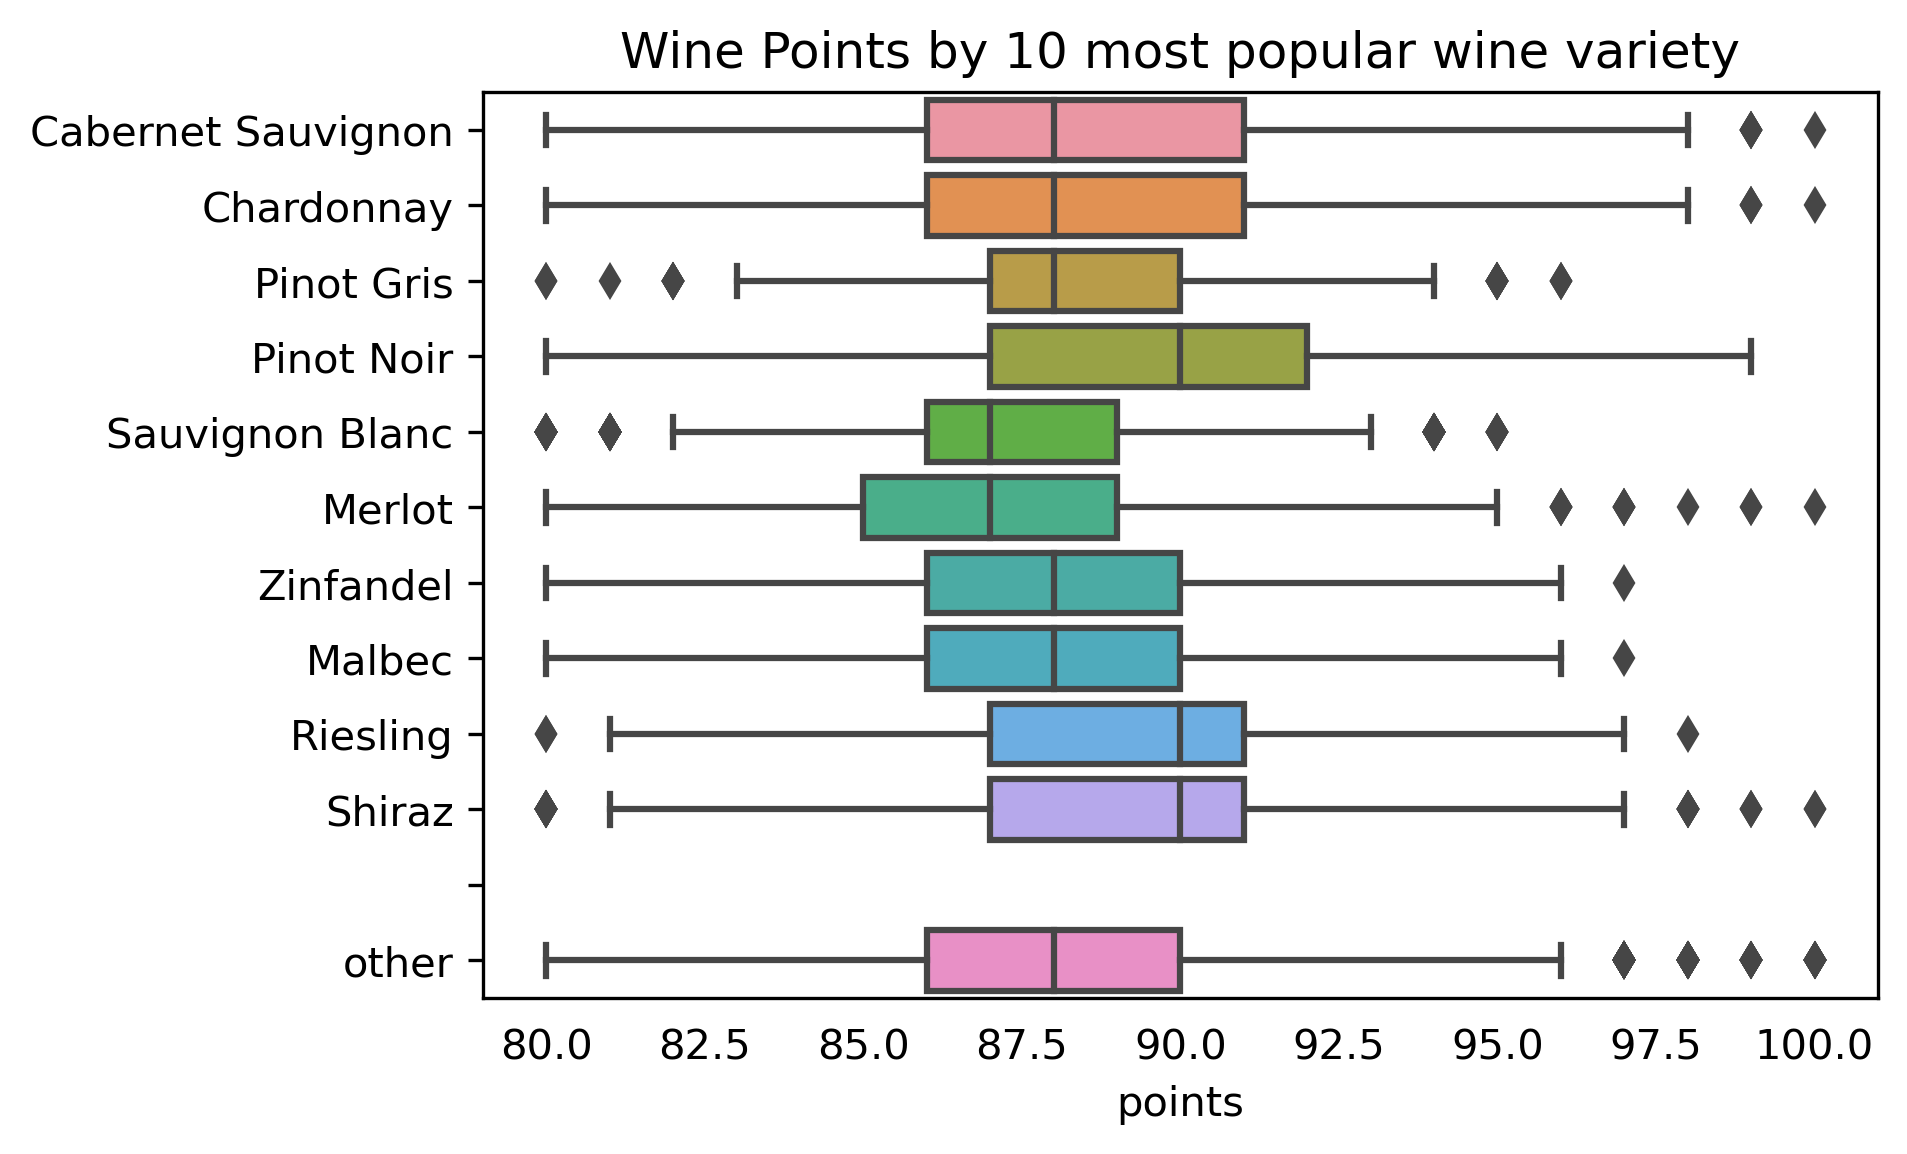 Wine Points by 10 most popular wine variety
Cabernet Sauvignon
Chardonnay
Pinot Gris
Pinot Noir
Sauvignon Blanc
Merlot
Zinfandel
Malbec
Riesling
Shiraz
other
80.0 82.5 85.0 87.5 90.0 92.5 95.0 97.5 100.0
points